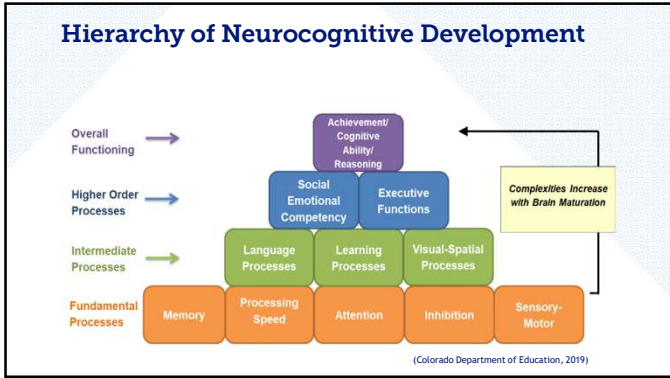 Hierarchy of Neurocognitive Development
Overall
Functioning
Achievement/
Cognitive
Ability/
Reasoning
Higher Order
Processes
Social
Emotional
Competency
Executive
Functions
Complexities Increase
with Brain Maturation
Intermediate
Processes
Language
Processes
Learning
Processes
Visual-Spatial
Processes
Fundamental
Processes
Memory
Processing
Speed
Attention
Inhibition
Sensory-
Motor
(Colorado Department of Education, 2019)